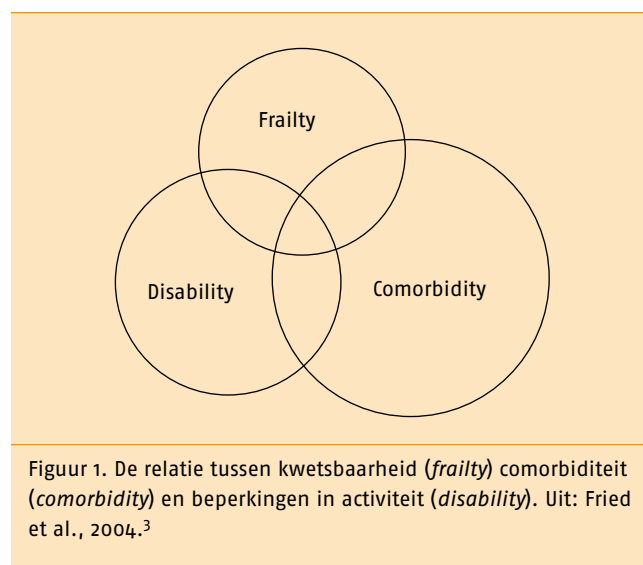 Frailty
Disability
Comorbidity
Figuur 1. De relatie tussen kwetsbaarheid (frailty) comorbiditeit
(comorbidity) en beperkingen in activiteit (disability). Uit: Fried
et al., 2004.³